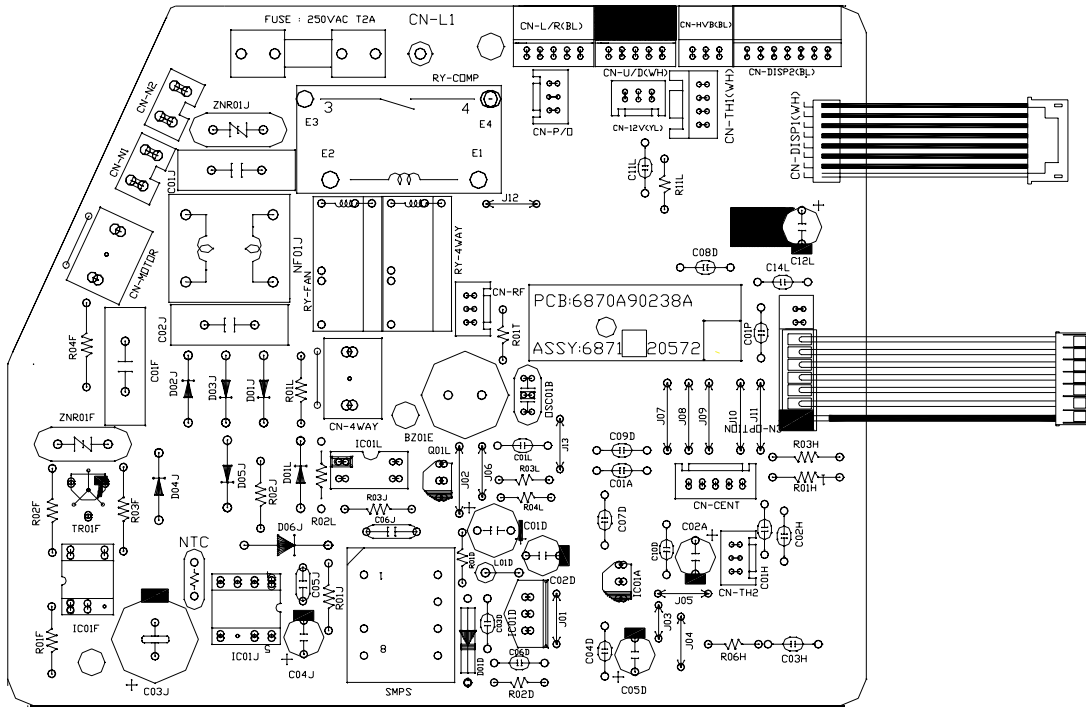 FUSE : 250VAC T2A
CN-L1
CN-L/R(BL)
CN-H/B(BL)
CN-U/D(WH)
CN-DISP2(BL)
CN-P/O
CN-12V(YL)
CN-TH1(WH)
CN-DISP1(WH)
CN-N2
CN-N1
ZNR01J
C01J
RY-COMP
3
4
E3
E4
E2
E1
J12
C11L
R11L
C12L
C08D
C14L
CN-MOTOR
NF01J
RY-FAN
RY-4WAY
CN-RF
R01T
PCB:6870A90238A
ASSY:6871
20572
C01P
C02J
R04F
C01F
D02J
D03J
D01J
R01L
CN-4WAY
BZ01E
OSC01B
J13
J07
J08
J09
J10
J11
CN-OPTION
ZNR01F
IC01L
Q01L
J02
J06
C01L
R03L
R04L
C09D
C01A
R03H
R01H
CN-CENT
R02F
TR01F
R03F
D04J
D05J
R02J
D01L
R02L
R03J
C06J
D06J
NTC
C01D
C02D
R01D
L01D
C07D
C10D
C02A
CN-TH2
C01H
C02H
IC01F
R01F
C03J
IC01J
5
C05J
C04J
R01J
1
8
SMPS
D01D
C03D
IC01D
J01
C06D
R02D
IC01A
J05
J03
J04
C04D
C05D
R06H
C03H